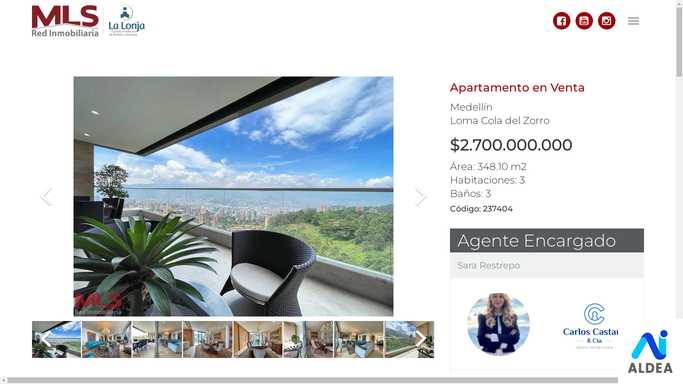 MLS
Red Inmobiliaria
La Lonja
Apartamento en Venta
Medellín
Loma Cola del Zorro
$2.700.000.000
Área: 348.10 m2
Habitaciones: 3
Baños: 3
Código: 237404
Agente Encargado
Sara Restrepo
MLS
Red Inmobiliaria
Carlos Castar
& Cia.
ALDEA